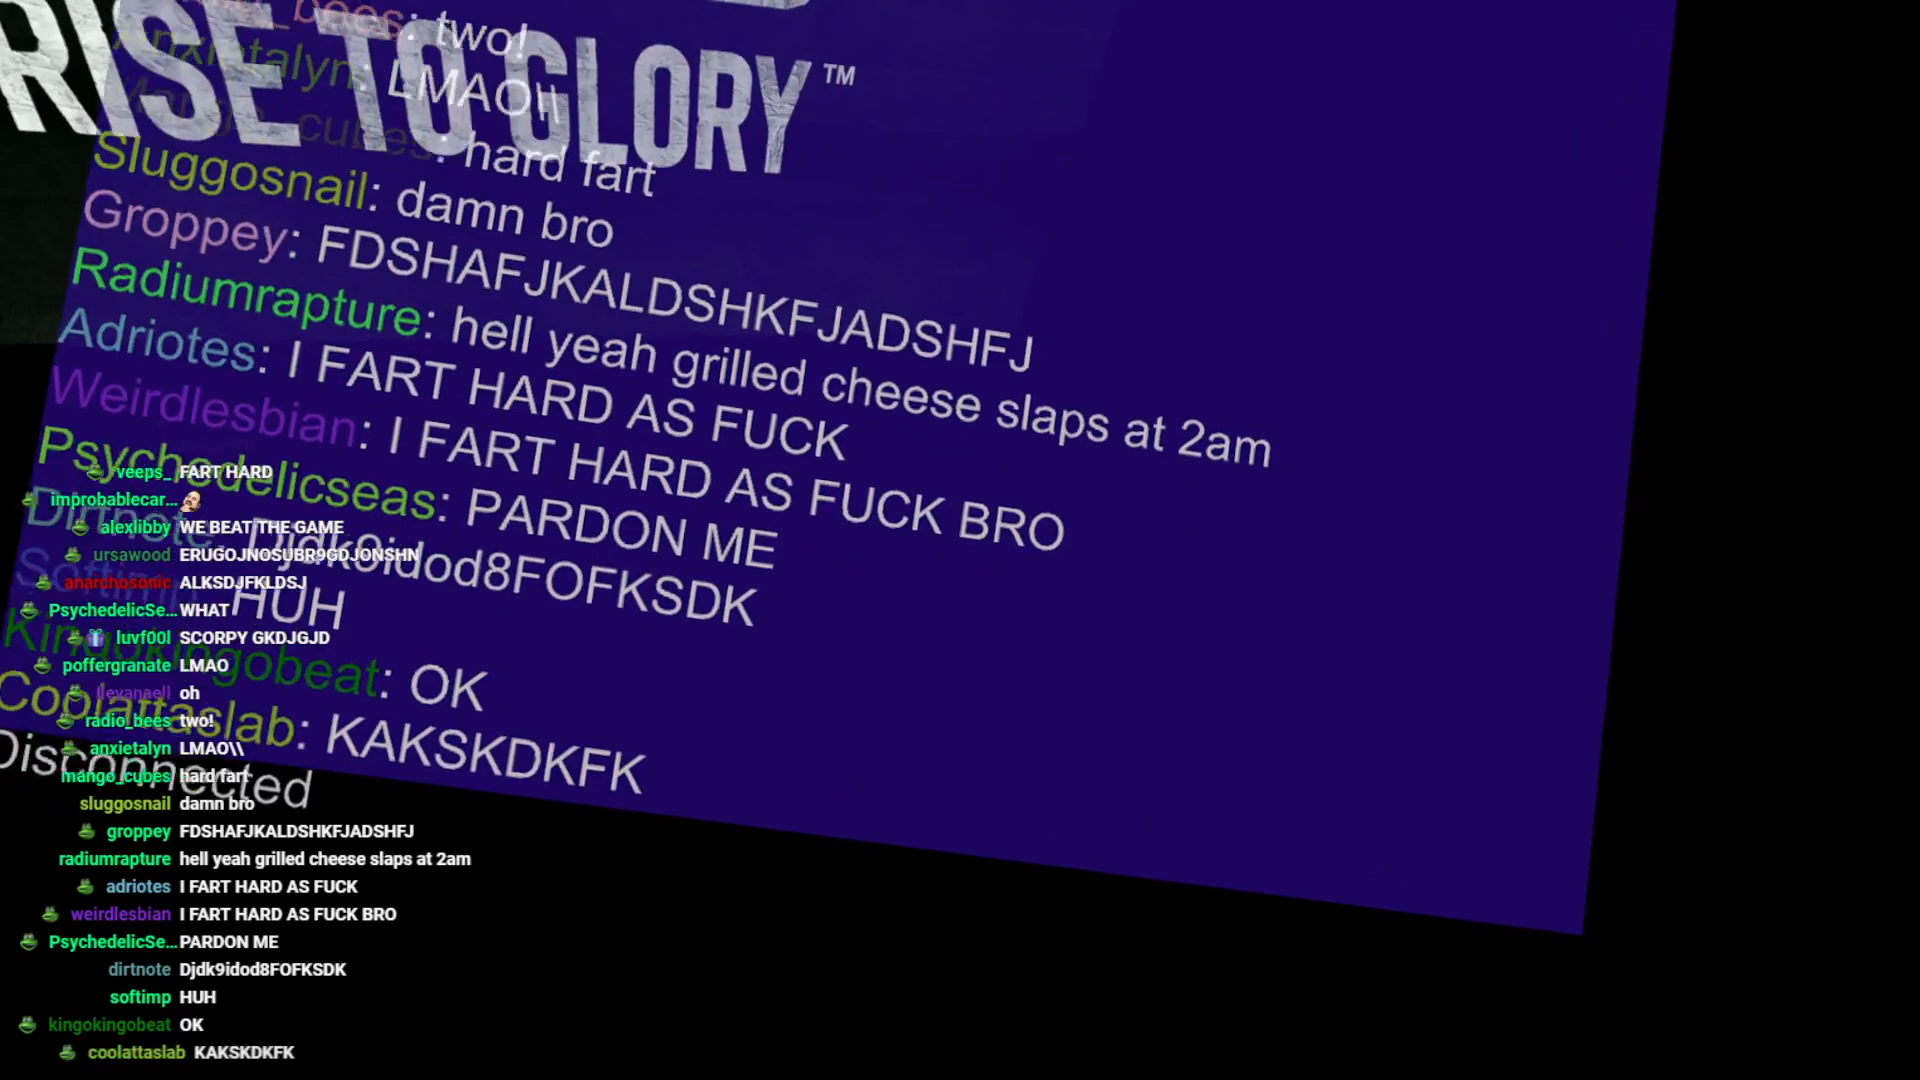 _bees: two!
RISE TO GLORY™
Anxietalyn: LMAO\\
Mango_cubes: hard fart
Sluggosnail: damn bro
Groppey: FDSHAFJKALDSHKFJADSHFJ
Radiumrapture: hell yeah grilled cheese slaps at 2am
Adriotes: I FART HARD AS FUCK
Weirdlesbian: I FART HARD AS FUCK BRO
Psychedelicseas: PARDON ME
Dirtnote: Djdk9idod8FOFKSDK
Softimp: HUH
Kingokingobeat: OK
Coolattaslab: KAKSKDKFK
Disconnected
veeps_ FART HARD
improbablecar...
alexlibby WE BEAT THE GAME
ursawood ERUGOJNOSUBR9GDJONSHN
anarchosonic ALKSDJFKLDSJ
PsychedelicSe... WHAT
luvf00l SCORPY GKDJGJD
poffergranate LMAO
oh
radio_bees two!
anxietalyn LMAO\\
mango_cubes hard fart
sluggosnail damn bro
groppey FDSHAFJKALDSHKFJADSHFJ
radiumrapture hell yeah grilled cheese slaps at 2am
adriotes I FART HARD AS FUCK
weirdlesbian I FART HARD AS FUCK BRO
PsychedelicSe... PARDON ME
dirtnote Djdk9idod8FOFKSDK
softimp HUH
kingokingobeat OK
coolattaslab KAKSKDKFK